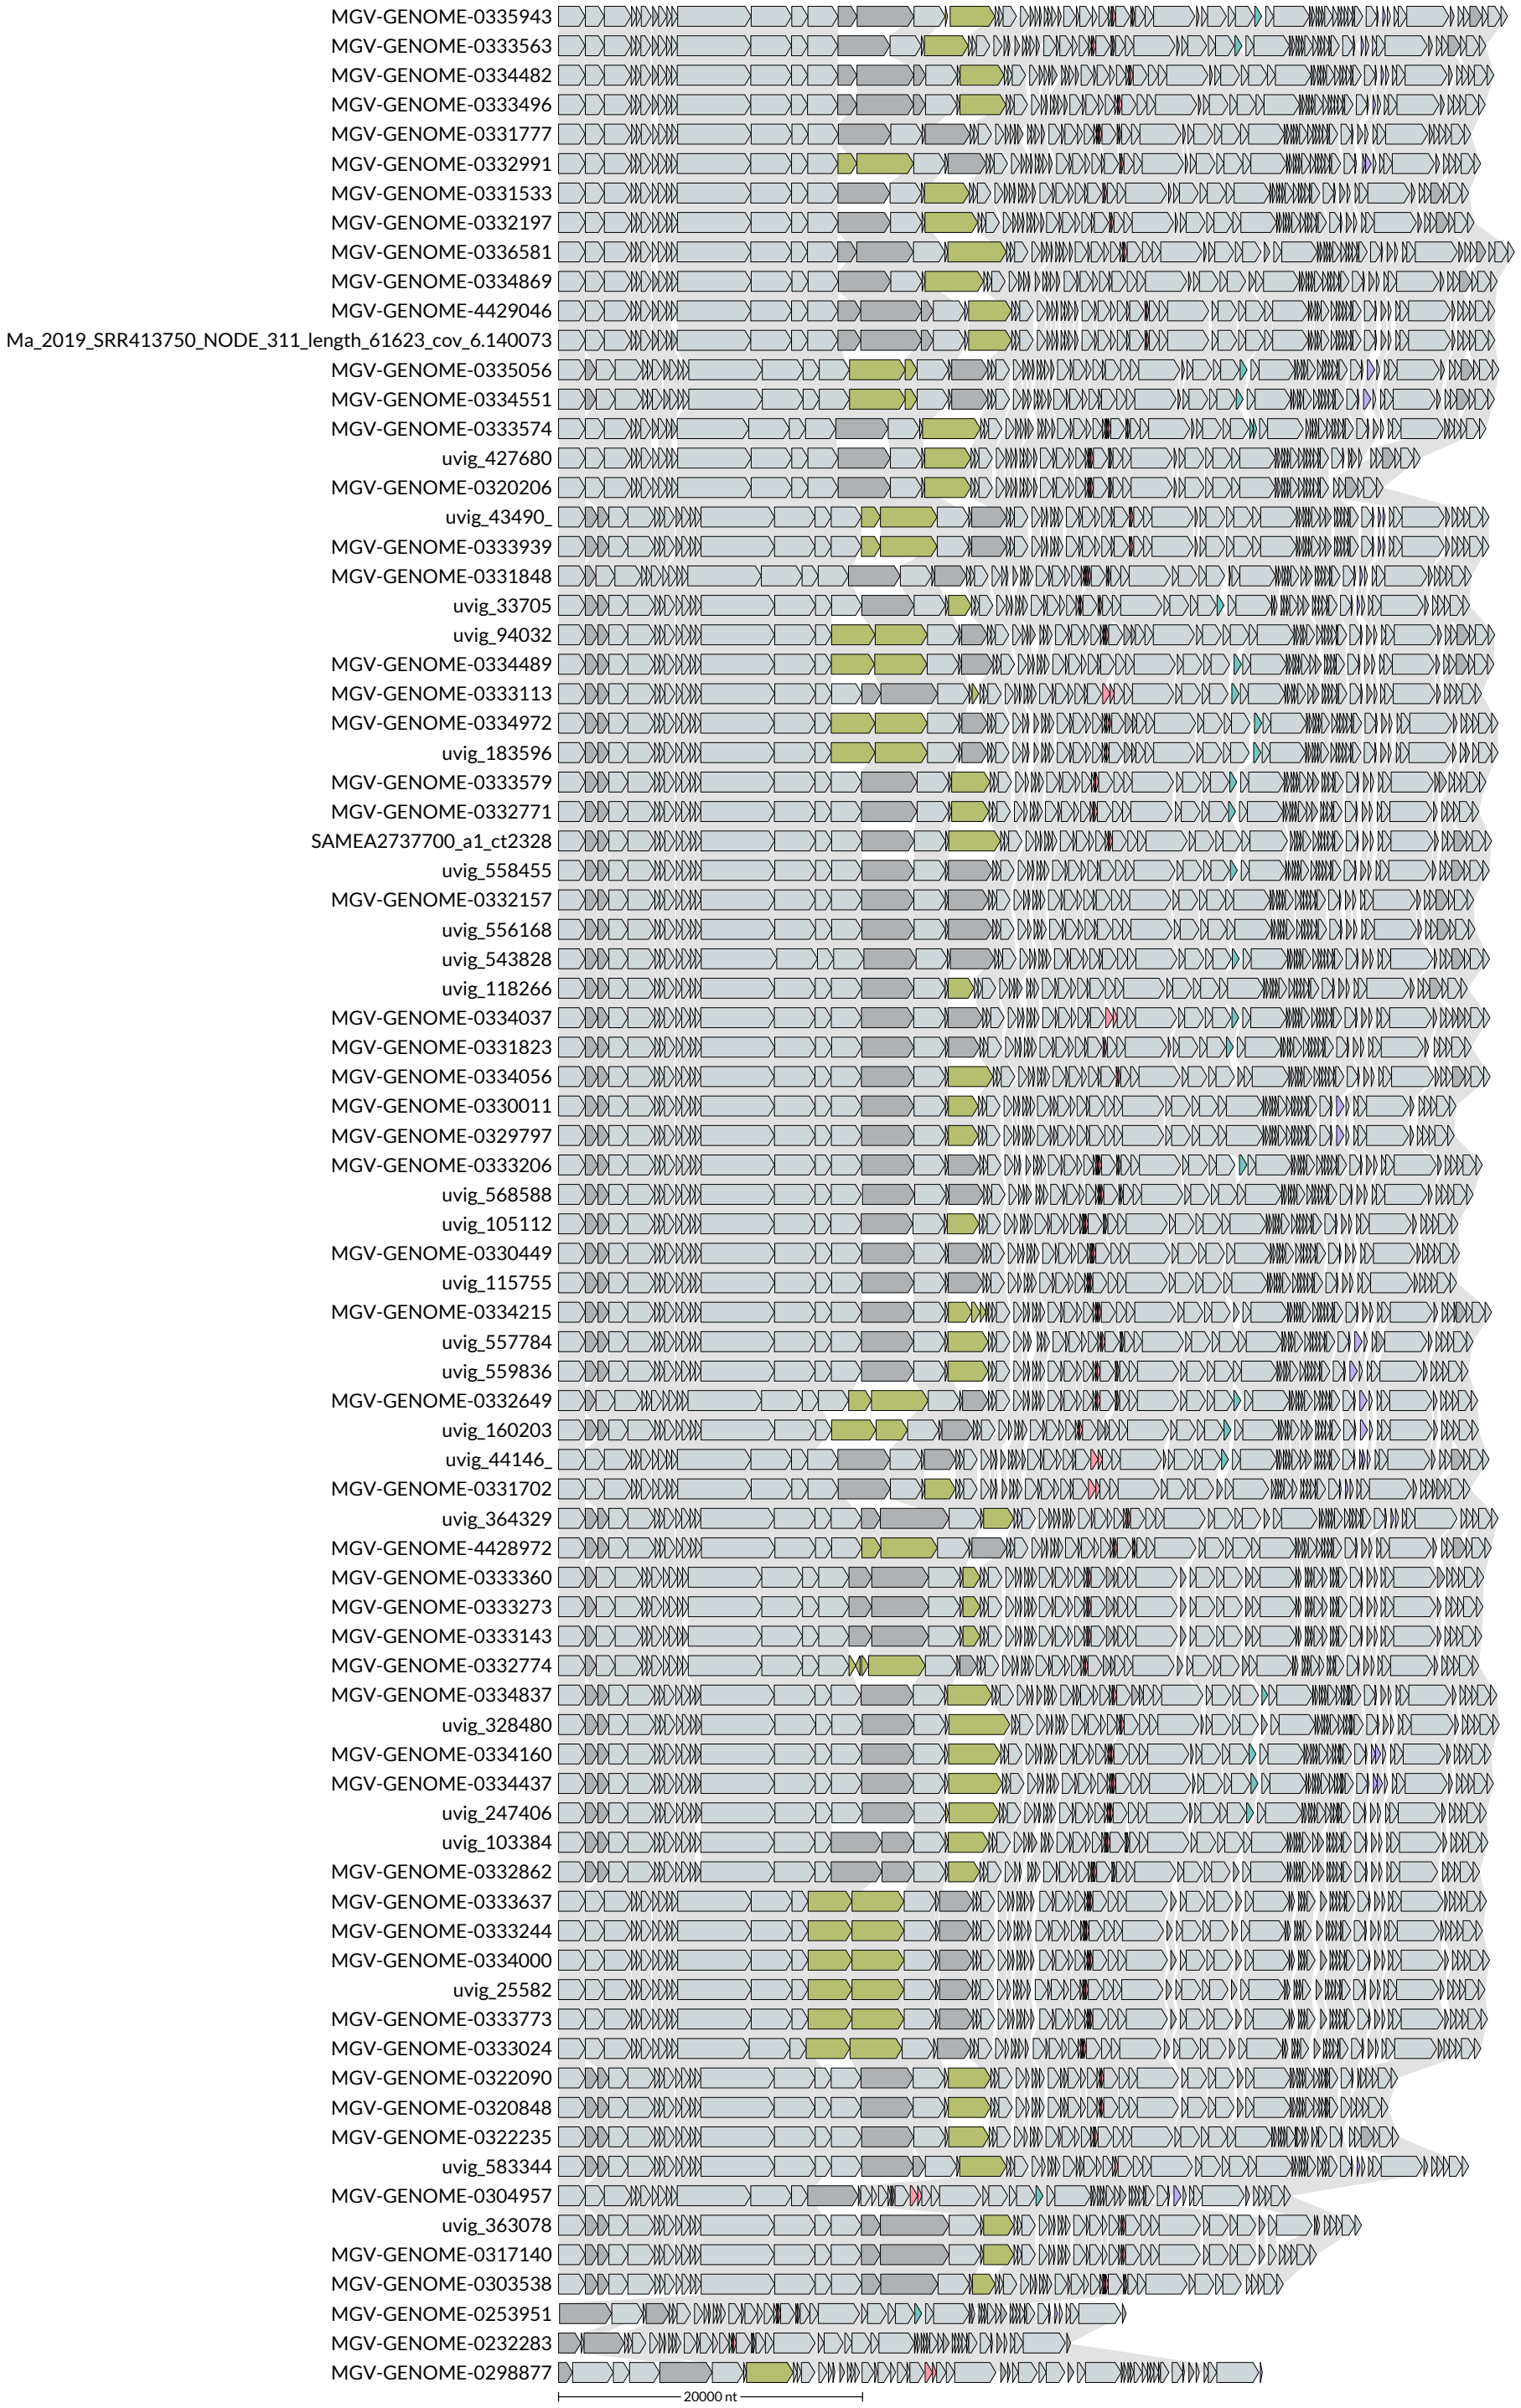 MGV-GENOME-0335943
MGV-GENOME-0333563
MGV-GENOME-0334482
MGV-GENOME-0333496
MGV-GENOME-0331777
MGV-GENOME-0332991
MGV-GENOME-0331533
MGV-GENOME-0332197
MGV-GENOME-0336581
MGV-GENOME-0334869
MGV-GENOME-4429046
Ma_2019_SRR413750_NODE_311_length_61623_cov_6.140073
MGV-GENOME-0335056
MGV-GENOME-0334551
MGV-GENOME-0333574
uvig_427680
MGV-GENOME-0320206
uvig_43490_
MGV-GENOME-0333939
MGV-GENOME-0331848
uvig_33705
uvig_94032
MGV-GENOME-0334489
MGV-GENOME-0333113
MGV-GENOME-0334972
uvig_183596
MGV-GENOME-0333579
MGV-GENOME-0332771
SAMEA2737700_a1_ct2328
uvig_558455
MGV-GENOME-0332157
uvig_556168
uvig_543828
uvig_118266
MGV-GENOME-0334037
MGV-GENOME-0331823
MGV-GENOME-0334056
MGV-GENOME-0330011
MGV-GENOME-0329797
MGV-GENOME-0333206
uvig_568588
uvig_105112
MGV-GENOME-0330449
uvig_115755
MGV-GENOME-0334215
uvig_557784
uvig_559836
MGV-GENOME-0332649
uvig_160203
uvig_44146_
MGV-GENOME-0331702
uvig_364329
MGV-GENOME-4428972
MGV-GENOME-0333360
MGV-GENOME-0333273
MGV-GENOME-0333143
MGV-GENOME-0332774
MGV-GENOME-0334837
uvig_328480
MGV-GENOME-0334160
MGV-GENOME-0334437
uvig_247406
uvig_103384
MGV-GENOME-0332862
MGV-GENOME-0333637
MGV-GENOME-0333244
MGV-GENOME-0334000
uvig_25582
MGV-GENOME-0333773
MGV-GENOME-0333024
MGV-GENOME-0322090
MGV-GENOME-0320848
MGV-GENOME-0322235
uvig_583344
MGV-GENOME-0304957
uvig_363078
MGV-GENOME-0317140
MGV-GENOME-0303538
MGV-GENOME-0253951
MGV-GENOME-0232283
MGV-GENOME-0298877
20000 nt